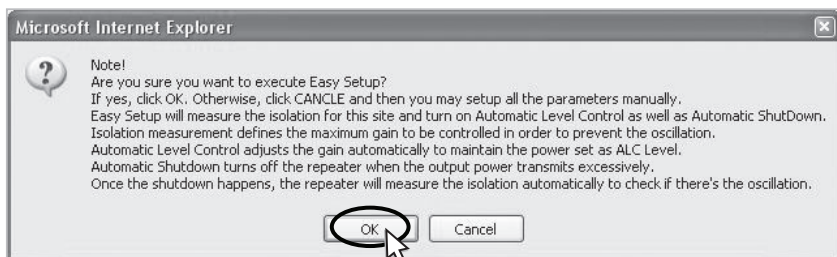 Microsoft Internet Explorer
Note!
Are you sure you want to execute Easy Setup?
If yes, click OK. Otherwise, click CANCLE and then you may setup all the parameters manually.
Easy Setup will measure the isolation for this site and turn on Automatic Level Control as well as Automatic ShutDown.
Isolation measurement defines the maximum gain to be controlled in order to prevent the oscillation.
Automatic Level Control adjusts the gain automatically to maintain the power set as ALC Level.
Automatic Shutdown turns off the repeater when the output power transmits excessively.
Once the shutdown happens, the repeater will measure the isolation automatically to check if there's the oscillation.
OK Cancel